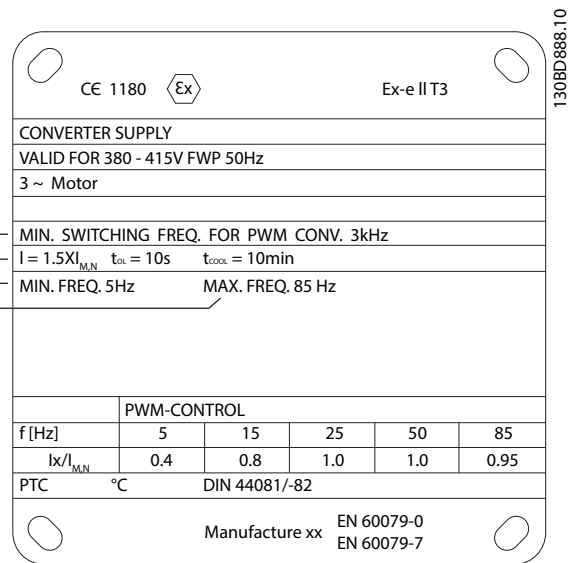 130BD888.10
CE 1180 Ex Ex-e ll T3
CONVERTER SUPPLY
VALID FOR 380 - 415V FWP 50Hz
3 ~ Motor
MIN. SWITCHING FREQ. FOR PWM CONV. 3kHz
I = 1.5XI M,N tOL = 10s tCOOL = 10min
MIN. FREQ. 5Hz MAX. FREQ. 85 Hz
PWM-CONTROL
f [Hz] 5 15 25 50 85
Ix/I M,N 0.4 0.8 1.0 1.0 0.95
PTC °C DIN 44081/-82
Manufacture xx EN 60079-0
EN 60079-7